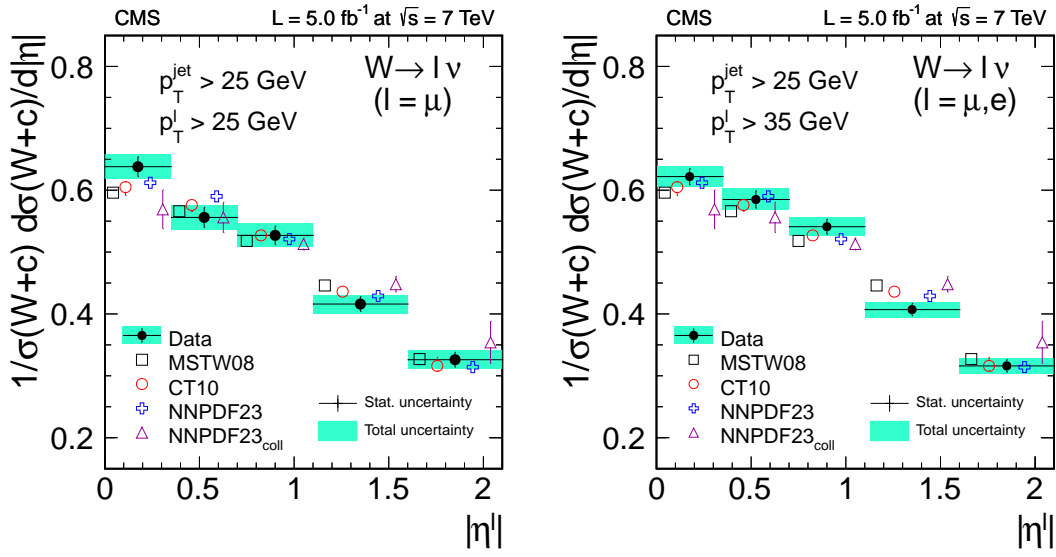 CMS L = 5.0 fb⁻¹ at √s = 7 TeV
1/σ(W+c) dσ(W+c)/d|η|
0.8
0.6
0.4
0.2
p_T^jet > 25 GeV
p_T^l > 25 GeV
W → l ν
(l = μ)
Data
MSTW08
CT10
NNPDF23
NNPDF23_coll
Stat. uncertainty
Total uncertainty
0 0.5 1 1.5 2
|η^l|
CMS L = 5.0 fb⁻¹ at √s = 7 TeV
1/σ(W+c) dσ(W+c)/d|η|
0.8
0.6
0.4
0.2
p_T^jet > 25 GeV
p_T^l > 35 GeV
W → l ν
(l = μ,e)
Data
MSTW08
CT10
NNPDF23
NNPDF23_coll
Stat. uncertainty
Total uncertainty
0 0.5 1 1.5 2
|η^l|